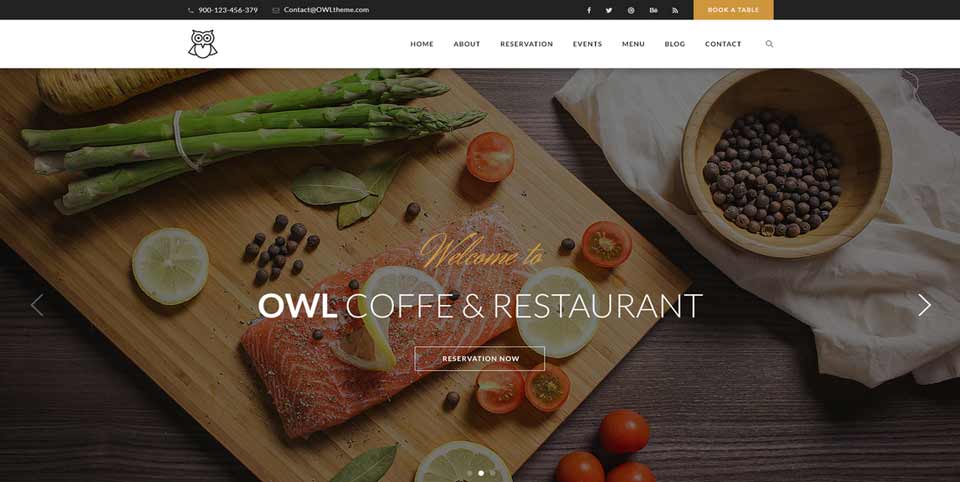 900-123-456-379 Contact@OWLtheme.com BOOK A TABLE
HOME ABOUT RESERVATION EVENTS MENU BLOG CONTACT
Welcome to
OWL COFFE & RESTAURANT
RESERVATION NOW